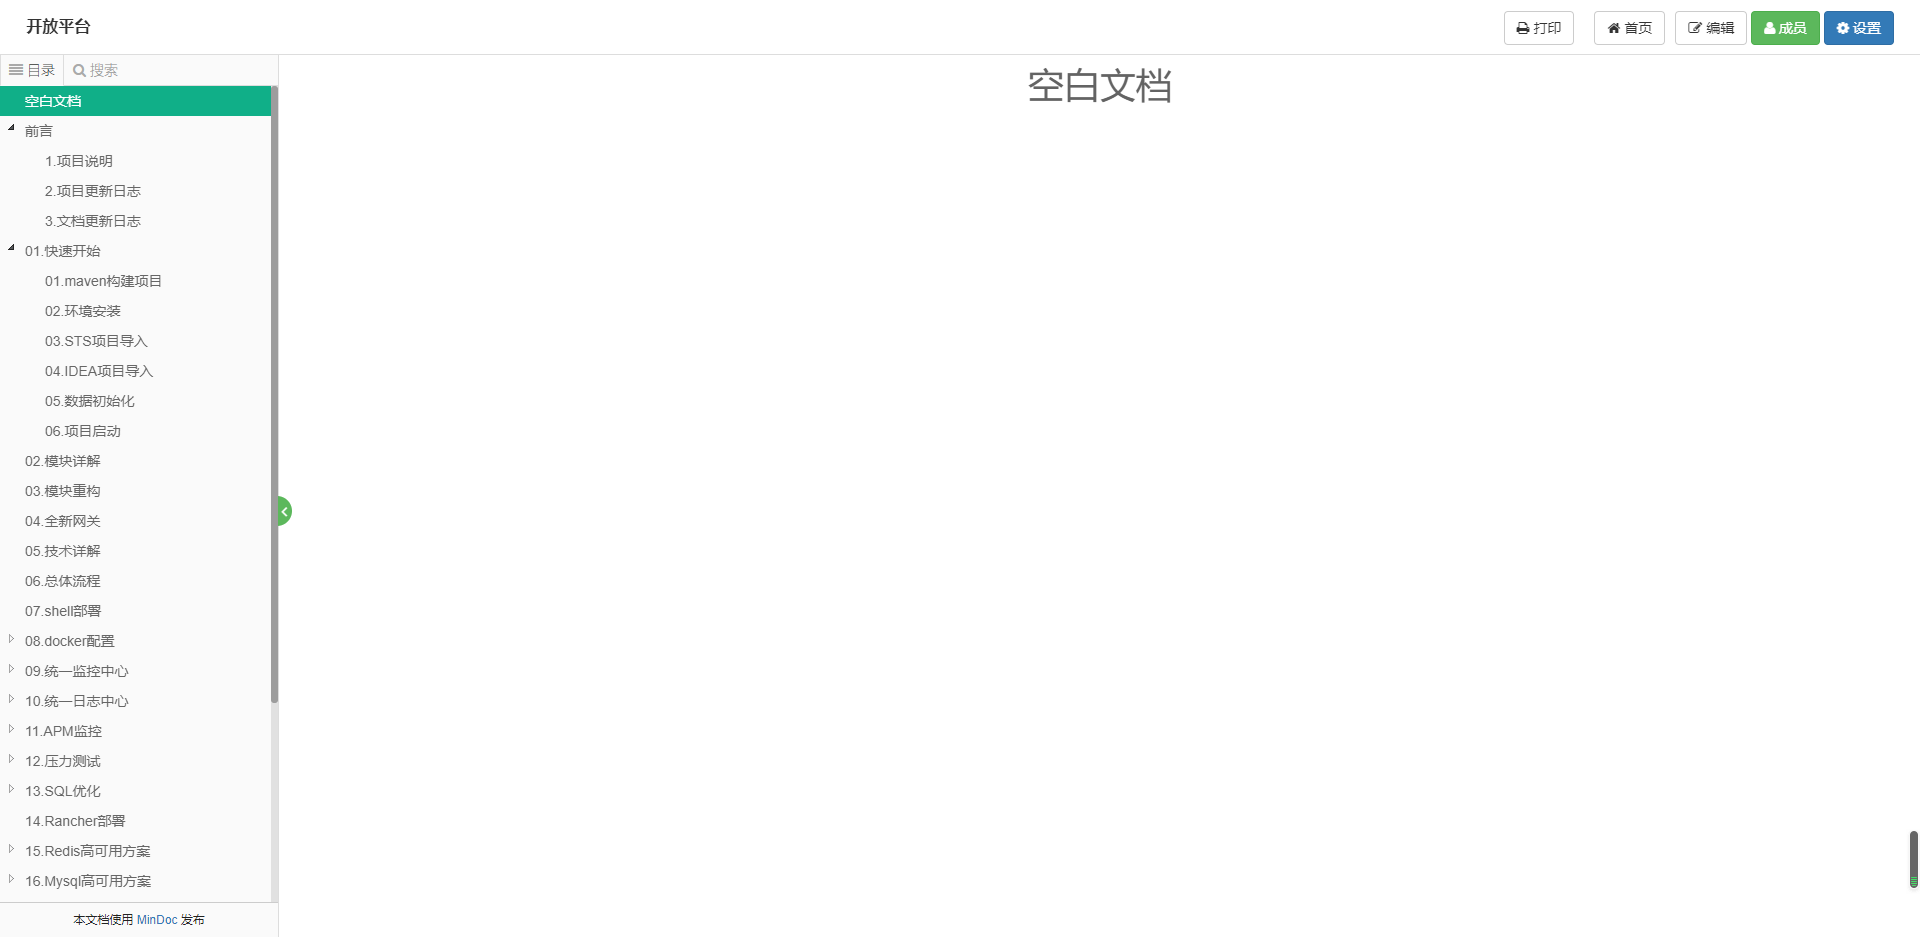 开放平台
打印 首页 编辑 成员 设置
目录 搜索
空白文档
空白文档
前言
1.项目说明
2.项目更新日志
3.文档更新日志
01.快速开始
01.maven构建项目
02.环境安装
03.STS项目导入
04.IDEA项目导入
05.数据初始化
06.项目启动
02.模块详解
03.模块重构
04.全新网关
05.技术详解
06.总体流程
07.shell部署
08.docker配置
09.统一监控中心
10.统一日志中心
11.APM监控
12.压力测试
13.SQL优化
14.Rancher部署
15.Redis高可用方案
16.Mysql高可用方案
本文档使用 MinDoc 发布